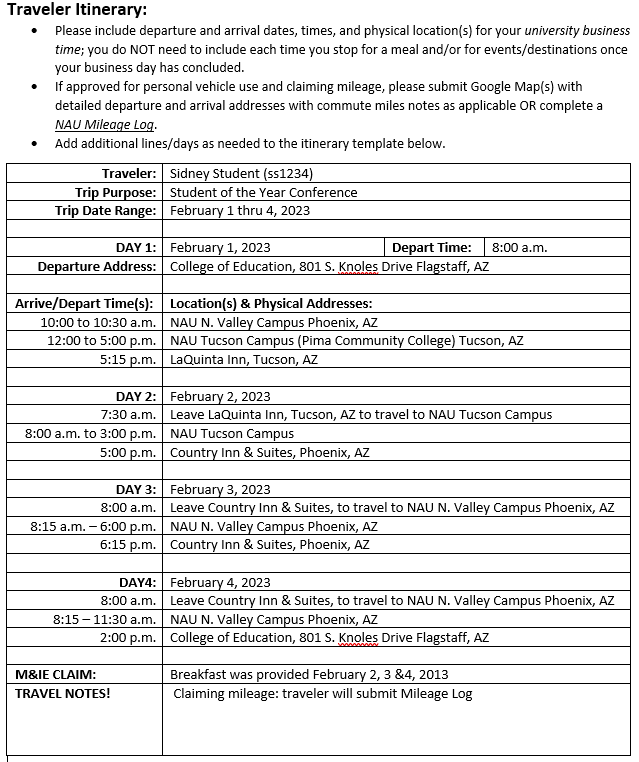 Traveler Itinerary:
• Please include departure and arrival dates, times, and physical location(s) for your university business
time; you do NOT need to include each time you stop for a meal and/or for events/destinations once
your business day has concluded.
• If approved for personal vehicle use and claiming mileage, please submit Google Map(s) with
detailed departure and arrival addresses with commute miles notes as applicable OR complete a
NAU Mileage Log.
• Add additional lines/days as needed to the itinerary template below.
Traveler: Sidney Student (ss1234)
Trip Purpose: Student of the Year Conference
Trip Date Range: February 1 thru 4, 2023
DAY 1: February 1, 2023 Depart Time: 8:00 a.m.
Departure Address: College of Education, 801 S. Knoles Drive Flagstaff, AZ
Arrive/Depart Time(s): Location(s) & Physical Addresses:
10:00 to 10:30 a.m. NAU N. Valley Campus Phoenix, AZ
12:00 to 5:00 p.m. NAU Tucson Campus (Pima Community College) Tucson, AZ
5:15 p.m. LaQuinta Inn, Tucson, AZ
DAY 2: February 2, 2023
7:30 a.m. Leave LaQuinta Inn, Tucson, AZ to travel to NAU Tucson Campus
8:00 a.m. to 3:00 p.m. NAU Tucson Campus
5:00 p.m. Country Inn & Suites, Phoenix, AZ
DAY 3: February 3, 2023
8:00 a.m. Leave Country Inn & Suites, to travel to NAU N. Valley Campus Phoenix, AZ
8:15 a.m. – 6:00 p.m. NAU N. Valley Campus Phoenix, AZ
6:15 p.m. Country Inn & Suites, Phoenix, AZ
DAY4: February 4, 2023
8:00 a.m. Leave Country Inn & Suites, to travel to NAU N. Valley Campus Phoenix, AZ
8:15 – 11:30 a.m. NAU N. Valley Campus Phoenix, AZ
2:00 p.m. College of Education, 801 S. Knoles Drive Flagstaff, AZ
M&IE CLAIM: Breakfast was provided February 2, 3 &4, 2013
TRAVEL NOTES! Claiming mileage: traveler will submit Mileage Log